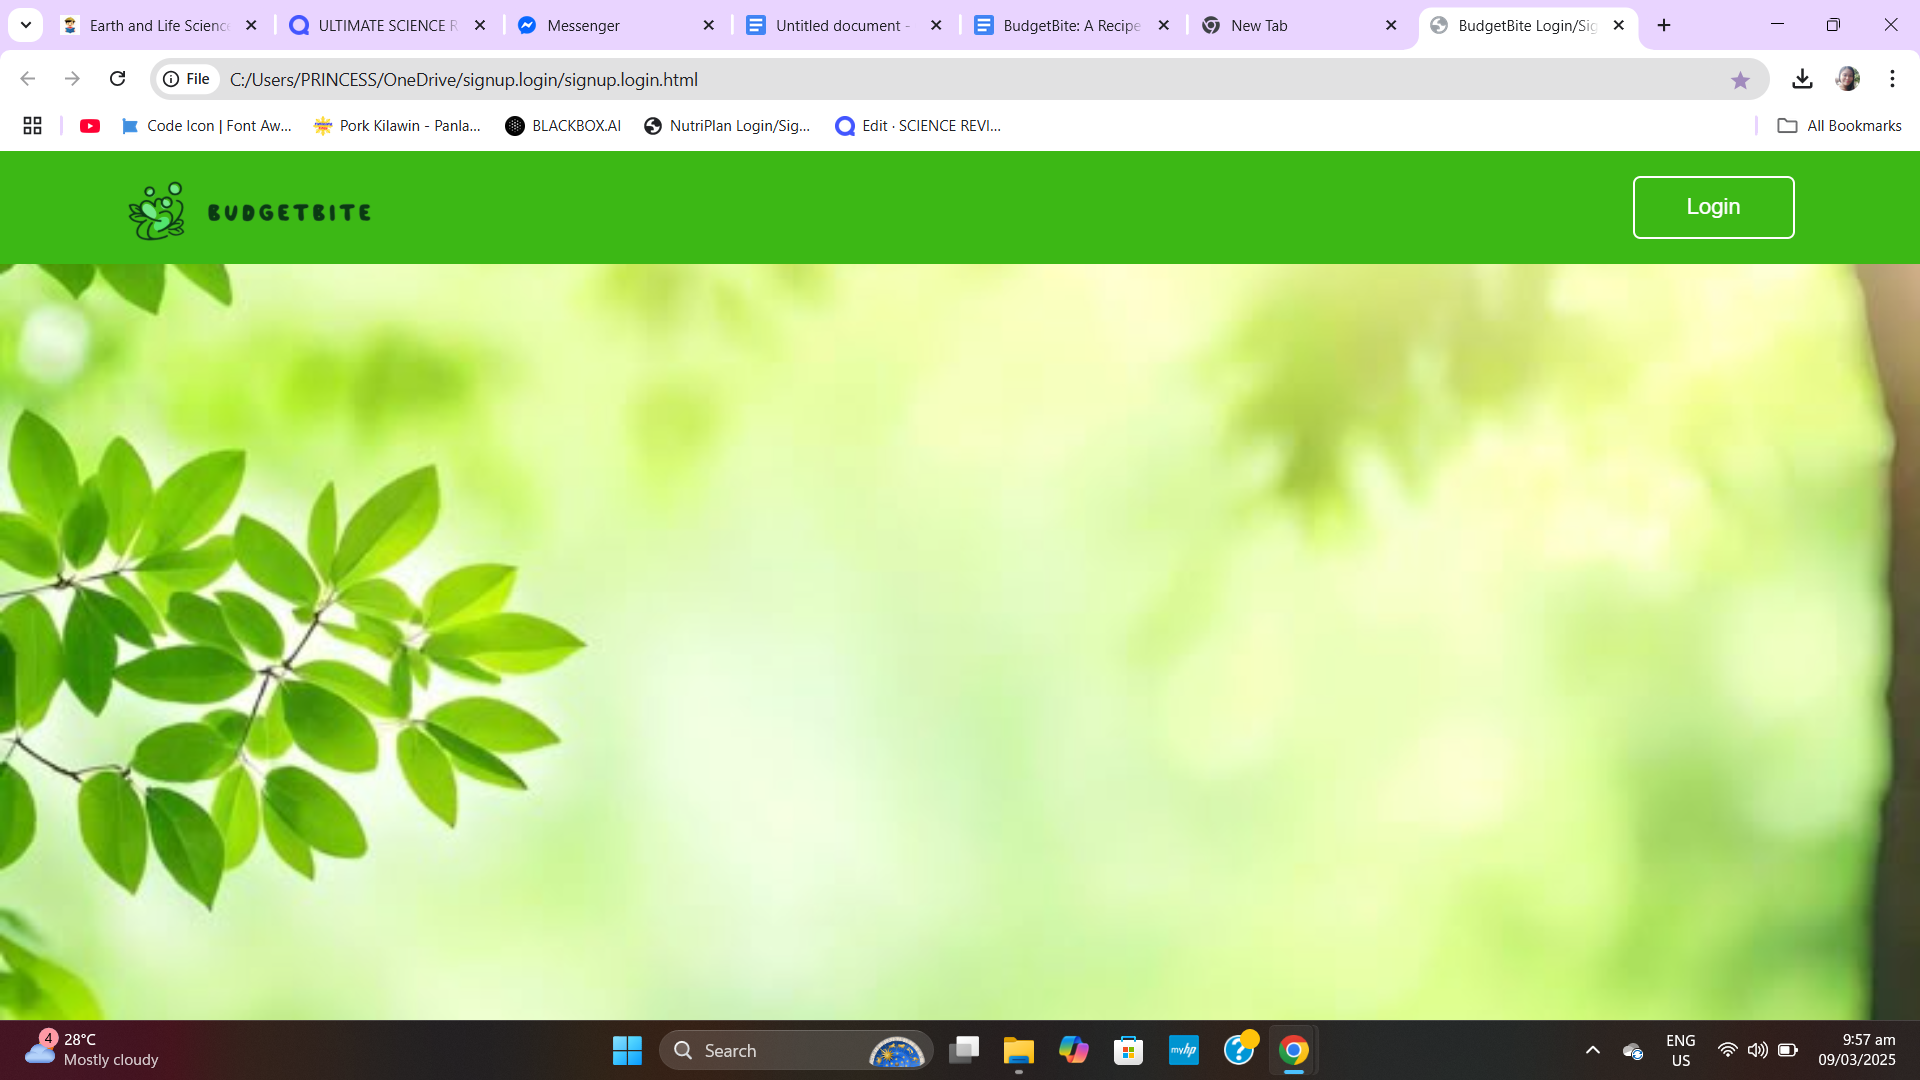 Earth and Life Science
ULTIMATE SCIENCE R
Messenger
Untitled document -
BudgetBite: A Recipe
New Tab
BudgetBite Login/Sig
File
C:/Users/PRINCESS/OneDrive/signup.login/signup.login.html
Code Icon | Font Aw...
Pork Kilawin - Panla...
BLACKBOX.AI
NutriPlan Login/Sig...
Edit · SCIENCE REVI...
All Bookmarks
BUDGETBITE
Login
4
28°C
Mostly cloudy
Search
myhp
ENG
US
9:57 am
09/03/2025